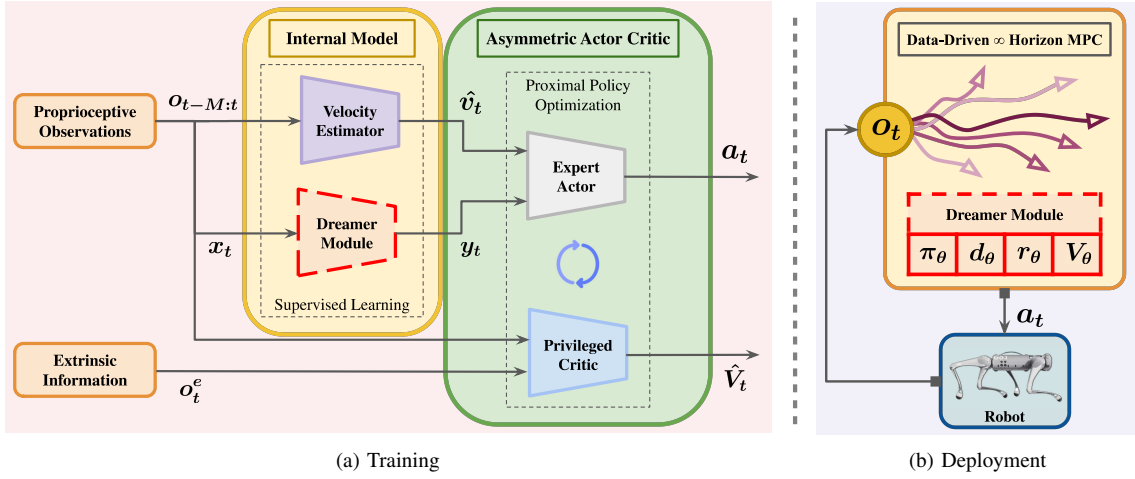 Internal Model
Asymmetric Actor Critic
Proprioceptive
Observations
o_{t-M:t}
Velocity
Estimator
\hat{v}_t
Proximal Policy
Optimization
Expert
Actor
a_t
x_t
Dreamer
Module
y_t
Supervised Learning
Extrinsic
Information
o_t^e
Privileged
Critic
\hat{V}_t
(a) Training
Data-Driven ∞ Horizon MPC
o_t
Dreamer Module
π_θ d_θ r_θ V_θ
a_t
Robot
(b) Deployment